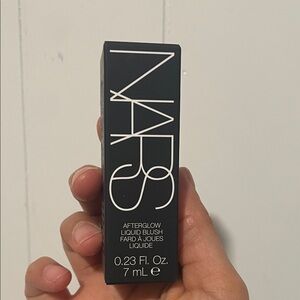 NARS
AFTERGLOW
LIQUID BLUSH
FARD À JOUES
LIQUIDE
0.23 FL. Oz.
7 mL ℮